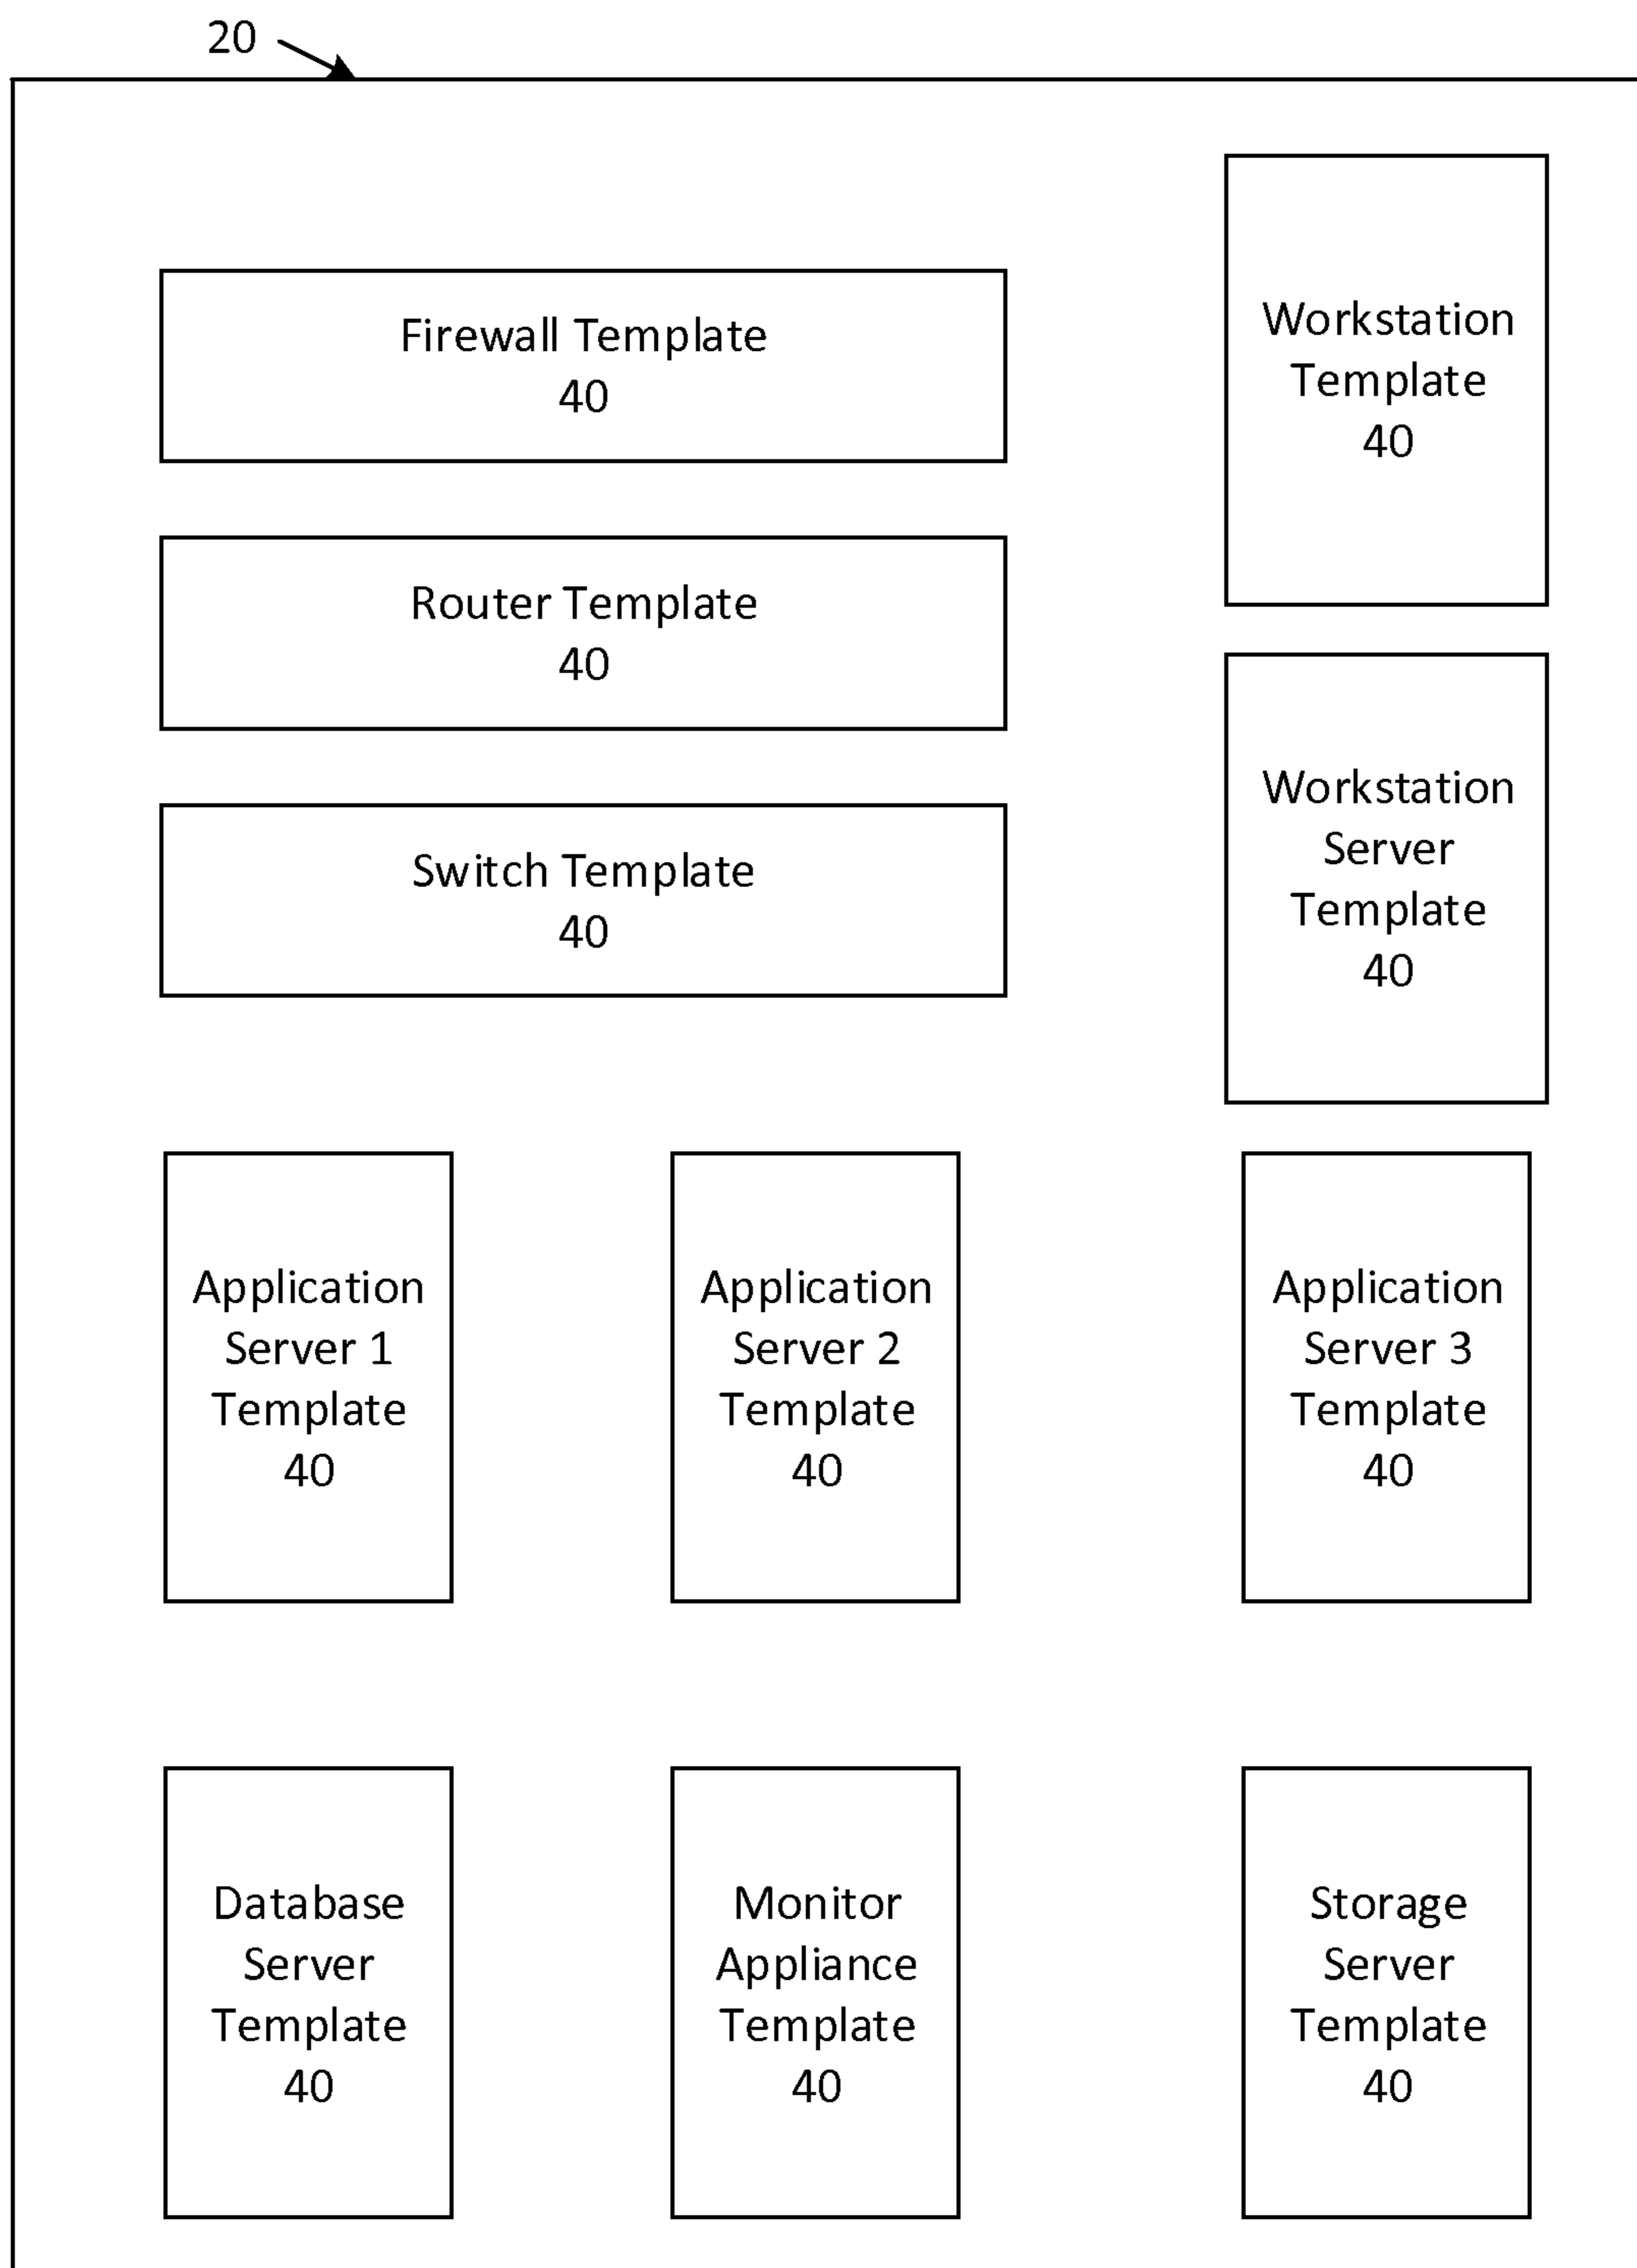 20
Firewall Template
40
Router Template
40
Switch Template
40
Workstation
Template
40
Workstation
Server
Template
40
Application
Server 1
Template
40
Application
Server 2
Template
40
Application
Server 3
Template
40
Database
Server
Template
40
Monitor
Appliance
Template
40
Storage
Server
Template
40